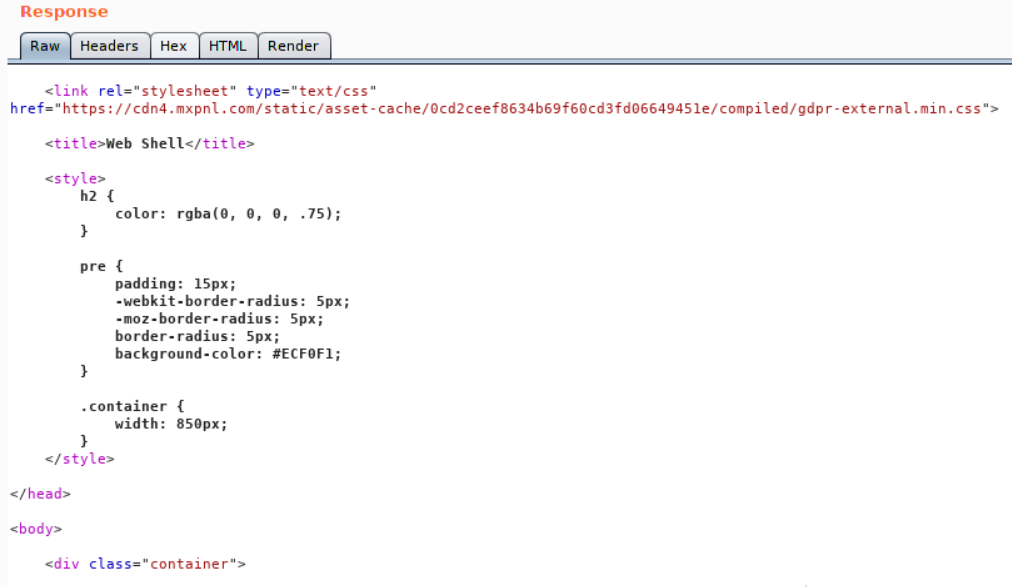 Response
Raw Headers Hex HTML Render
<link rel="stylesheet" type="text/css"
href="https://cdn4.mxpnl.com/static/asset-cache/0cd2ceef8634b69f60cd3fd06649451e/compiled/gdpr-external.min.css">
<title>Web Shell</title>
<style>
h2 {
color: rgba(0, 0, 0, .75);
}
pre {
padding: 15px;
-webkit-border-radius: 5px;
-moz-border-radius: 5px;
border-radius: 5px;
background-color: #ECF0F1;
}
.container {
width: 850px;
}
</style>
</head>
<body>
<div class="container">